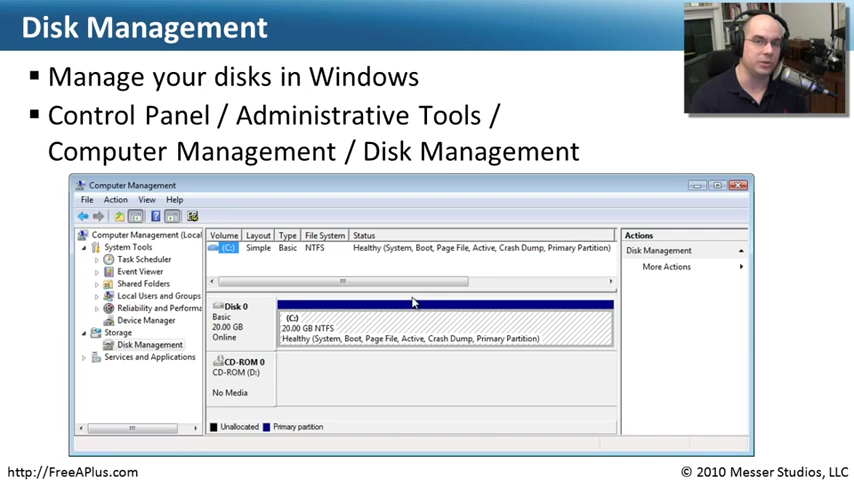 Disk Management
▪ Manage your disks in Windows
▪ Control Panel / Administrative Tools /
Computer Management / Disk Management
Computer Management
File Action View Help
Computer Management (Local
System Tools
Task Scheduler
Event Viewer
Shared Folders
Local Users and Groups
Reliability and Performa
Device Manager
Storage
Disk Management
Services and Applications
Volume Layout Type File System Status
(C:) Simple Basic NTFS Healthy (System, Boot, Page File, Active, Crash Dump, Primary Partition)
Disk 0
Basic
20.00 GB
Online
(C:)
20.00 GB NTFS
Healthy (System, Boot, Page File, Active, Crash Dump, Primary Partition)
CD-ROM 0
CD-ROM (D:)
No Media
Unallocated Primary partition
Actions
Disk Management
More Actions
http://FreeAPlus.com
© 2010 Messer Studios, LLC